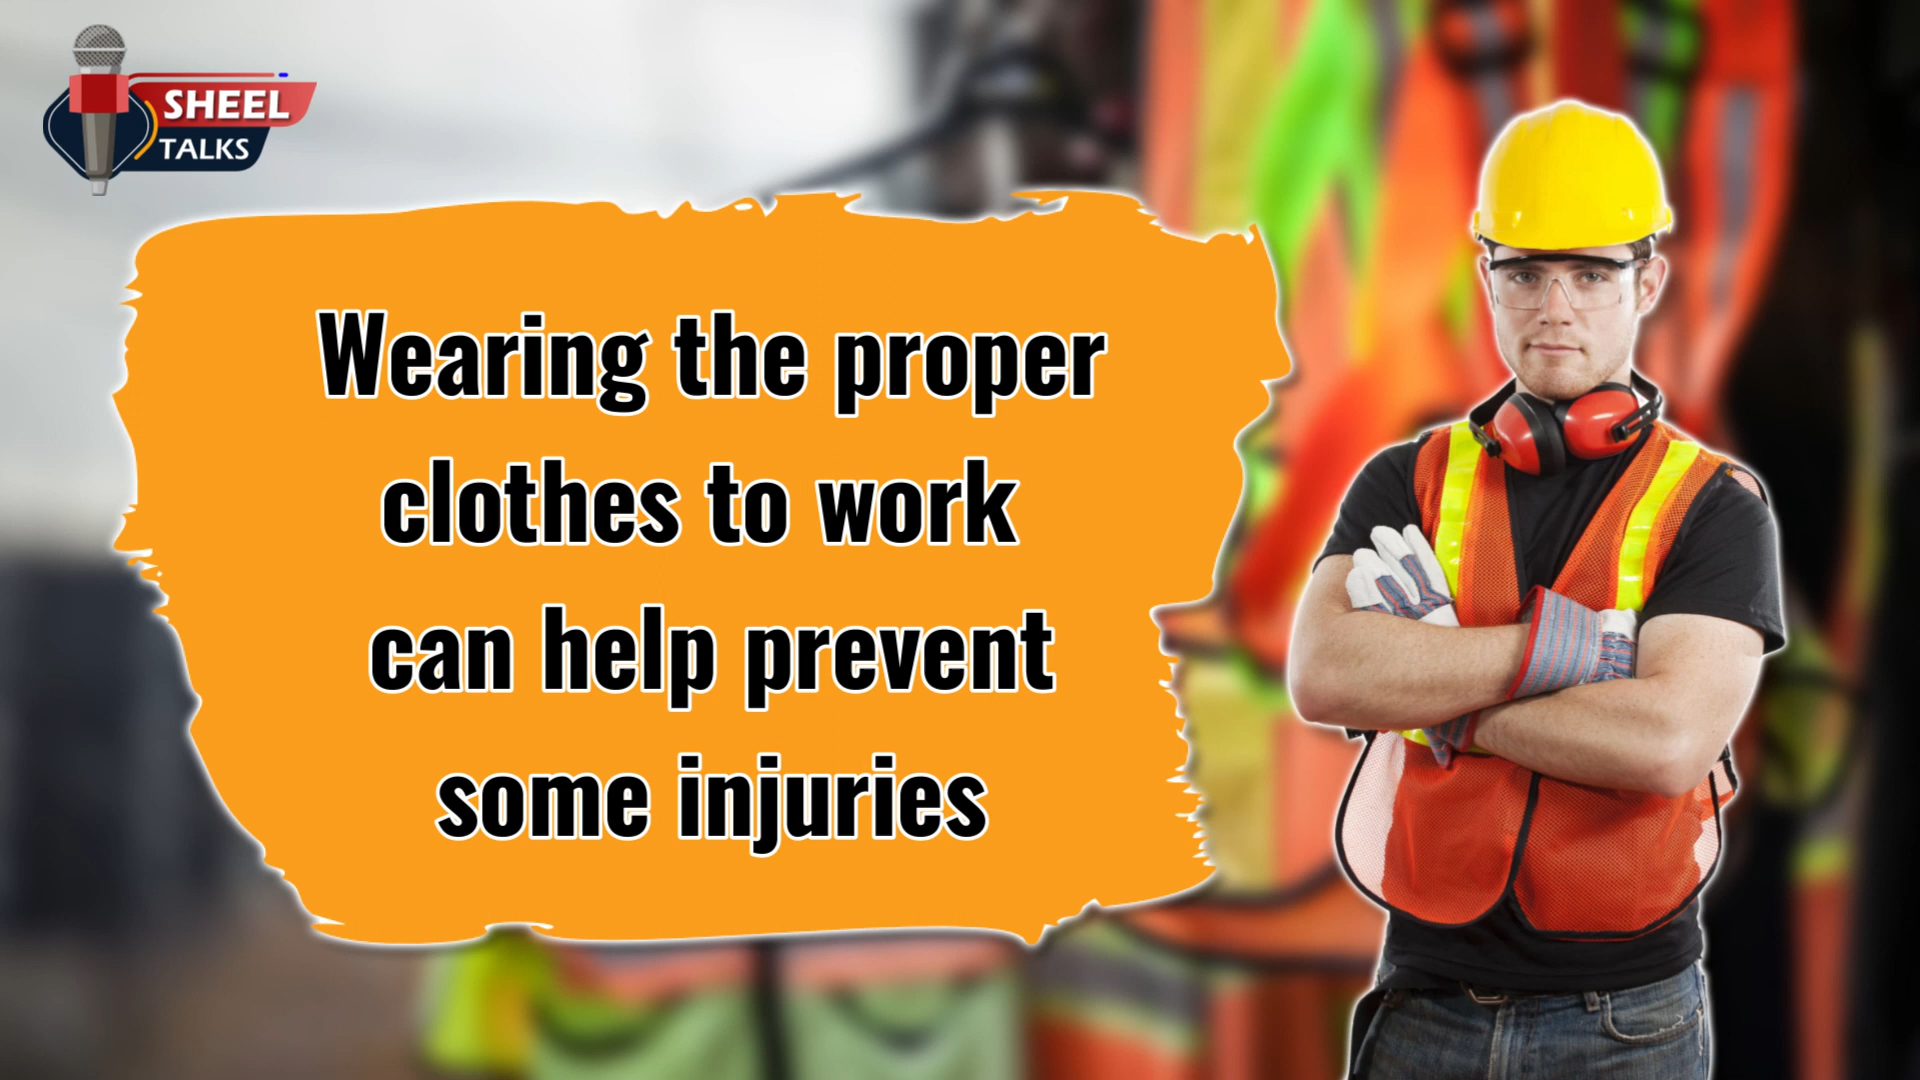 SHEEL
TALKS
Wearing the proper
clothes to work
can help prevent
some injuries